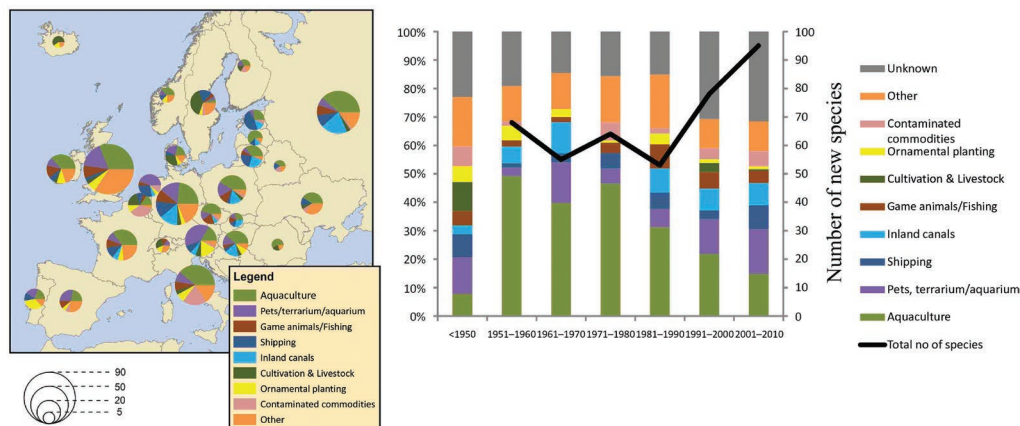 Legend
Aquaculture
Pets/terrarium/aquarium
Game animals/Fishing
Shipping
Inland canals
Cultivation & Livestock
Ornamental planting
Contaminated commodities
Other
90
50
20
5
100%
90%
80%
70%
60%
50%
40%
30%
20%
10%
0%
<1950
1951–1960
1961–1970
1971–1980
1981–1990
1991–2000
2001–2010
100
90
80
70
60
50
40
30
20
10
0
Number of new species
Unknown
Other
Contaminated
commodities
Ornamental planting
Cultivation & Livestock
Game animals/Fishing
Inland canals
Shipping
Pets, terrarium/aquarium
Aquaculture
Total no of species